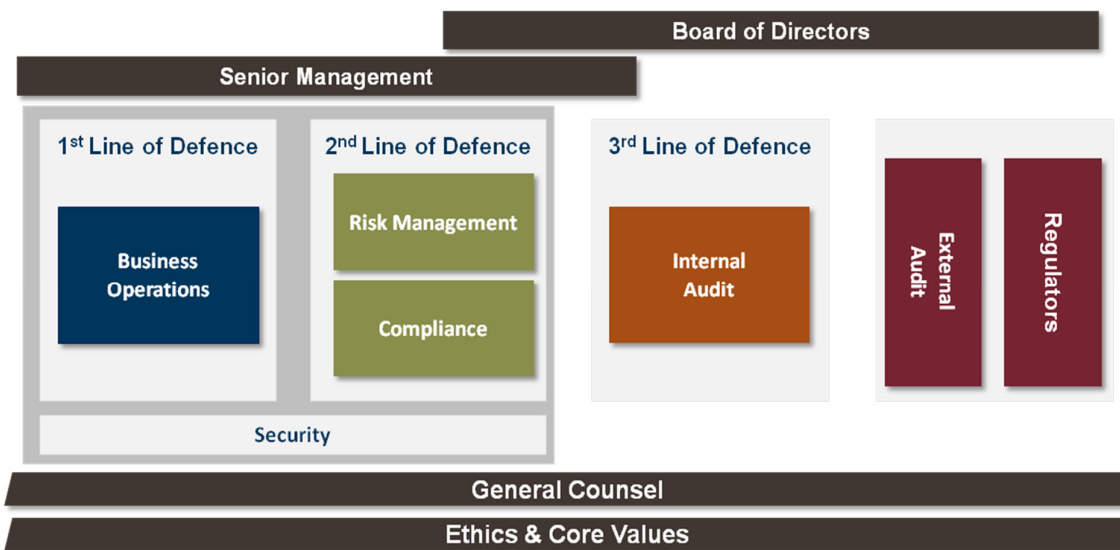 Board of Directors
Senior Management
1st Line of Defence
2nd Line of Defence
3rd Line of Defence
Business
Operations
Risk Management
Compliance
Internal
Audit
External
Audit
Regulators
Security
General Counsel
Ethics & Core Values